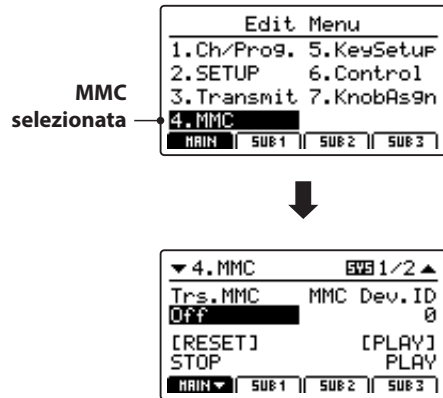 Edit Menu
1.Ch/Prog. 5.KeySetup
2.SETUP 6.Control
3.Transmit 7.KnobAsgn
4.MMC
MAIN SUB1 SUB2 SUB3
MMC
selezionata
▼4.MMC SYS 1/2▲
Trs.MMC MMC Dev.ID
Off 0
[RESET] [PLAY]
STOP PLAY
MAIN▼ SUB1 SUB2 SUB3